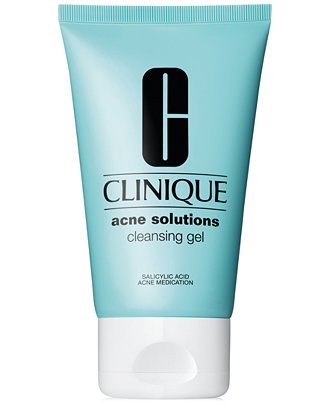 C
CLINIQUE
acne solutions
cleansing gel
SALICYLIC ACID
ACNE MEDICATION